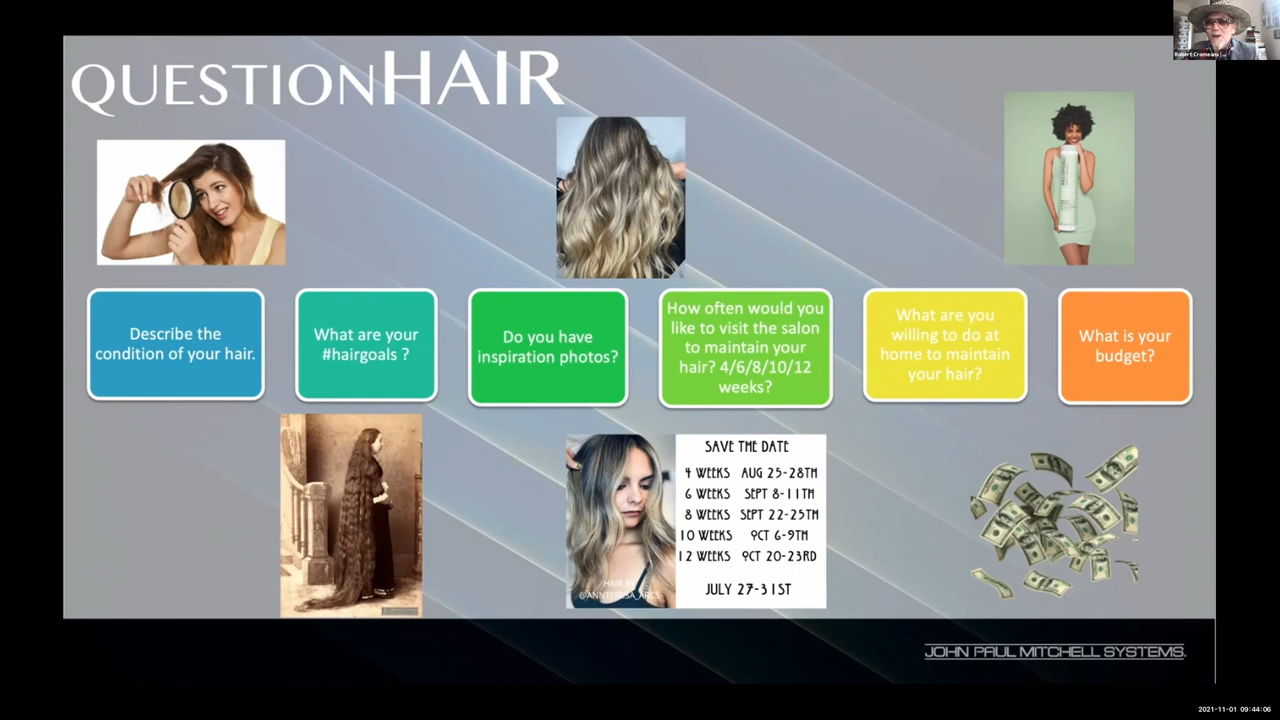 Robert Cromeans
QUESTIONHAIR
Describe the
condition of your hair.
What are your
#hairgoals ?
Do you have
inspiration photos?
How often would you
like to visit the salon
to maintain your
hair? 4/6/8/10/12
weeks?
What are you
willing to do at
home to maintain
your hair?
What is your
budget?
SAVE THE DATE
4 WEEKS AUG 25-28TH
6 WEEKS SEPT 8-11TH
8 WEEKS SEPT 22-25TH
10 WEEKS OCT 6-9TH
12 WEEKS OCT 20-23RD
JULY 27-31ST
HAIR
JOHN PAUL MITCHELL SYSTEMS.
2021-11-01 09:44:06